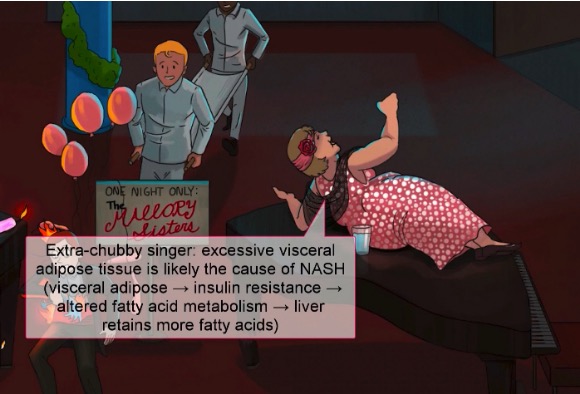 ONE NIGHT ONLY:
The
MALLORY
Sisters
Extra-chubby singer: excessive visceral
adipose tissue is likely the cause of NASH
(visceral adipose → insulin resistance →
altered fatty acid metabolism → liver
retains more fatty acids)